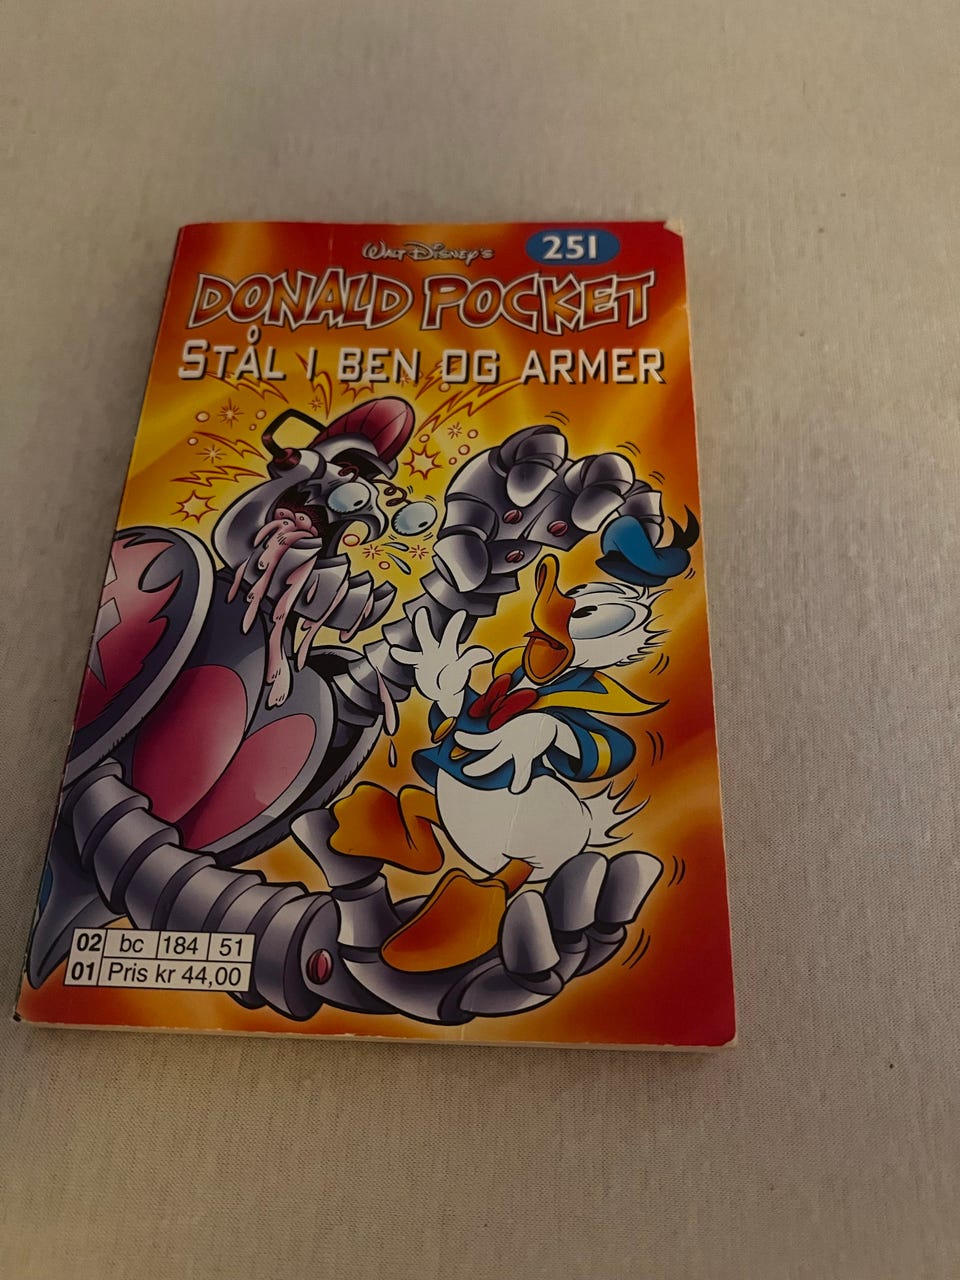 Walt Disney's
251
DONALD POCKET
STÅL I BEN OG ARMER
02 bc 184 51
01 Pris kr 44,00